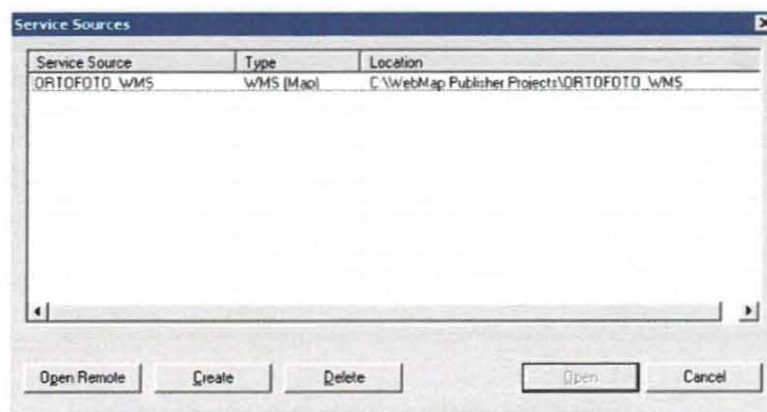 Service Sources
Service Source Type Location
ORTOFOTO_WMS WMS (Map) C:\WebMap Publisher Projects\ORTOFOTO_WMS
Open Remote Create Delete Open Cancel